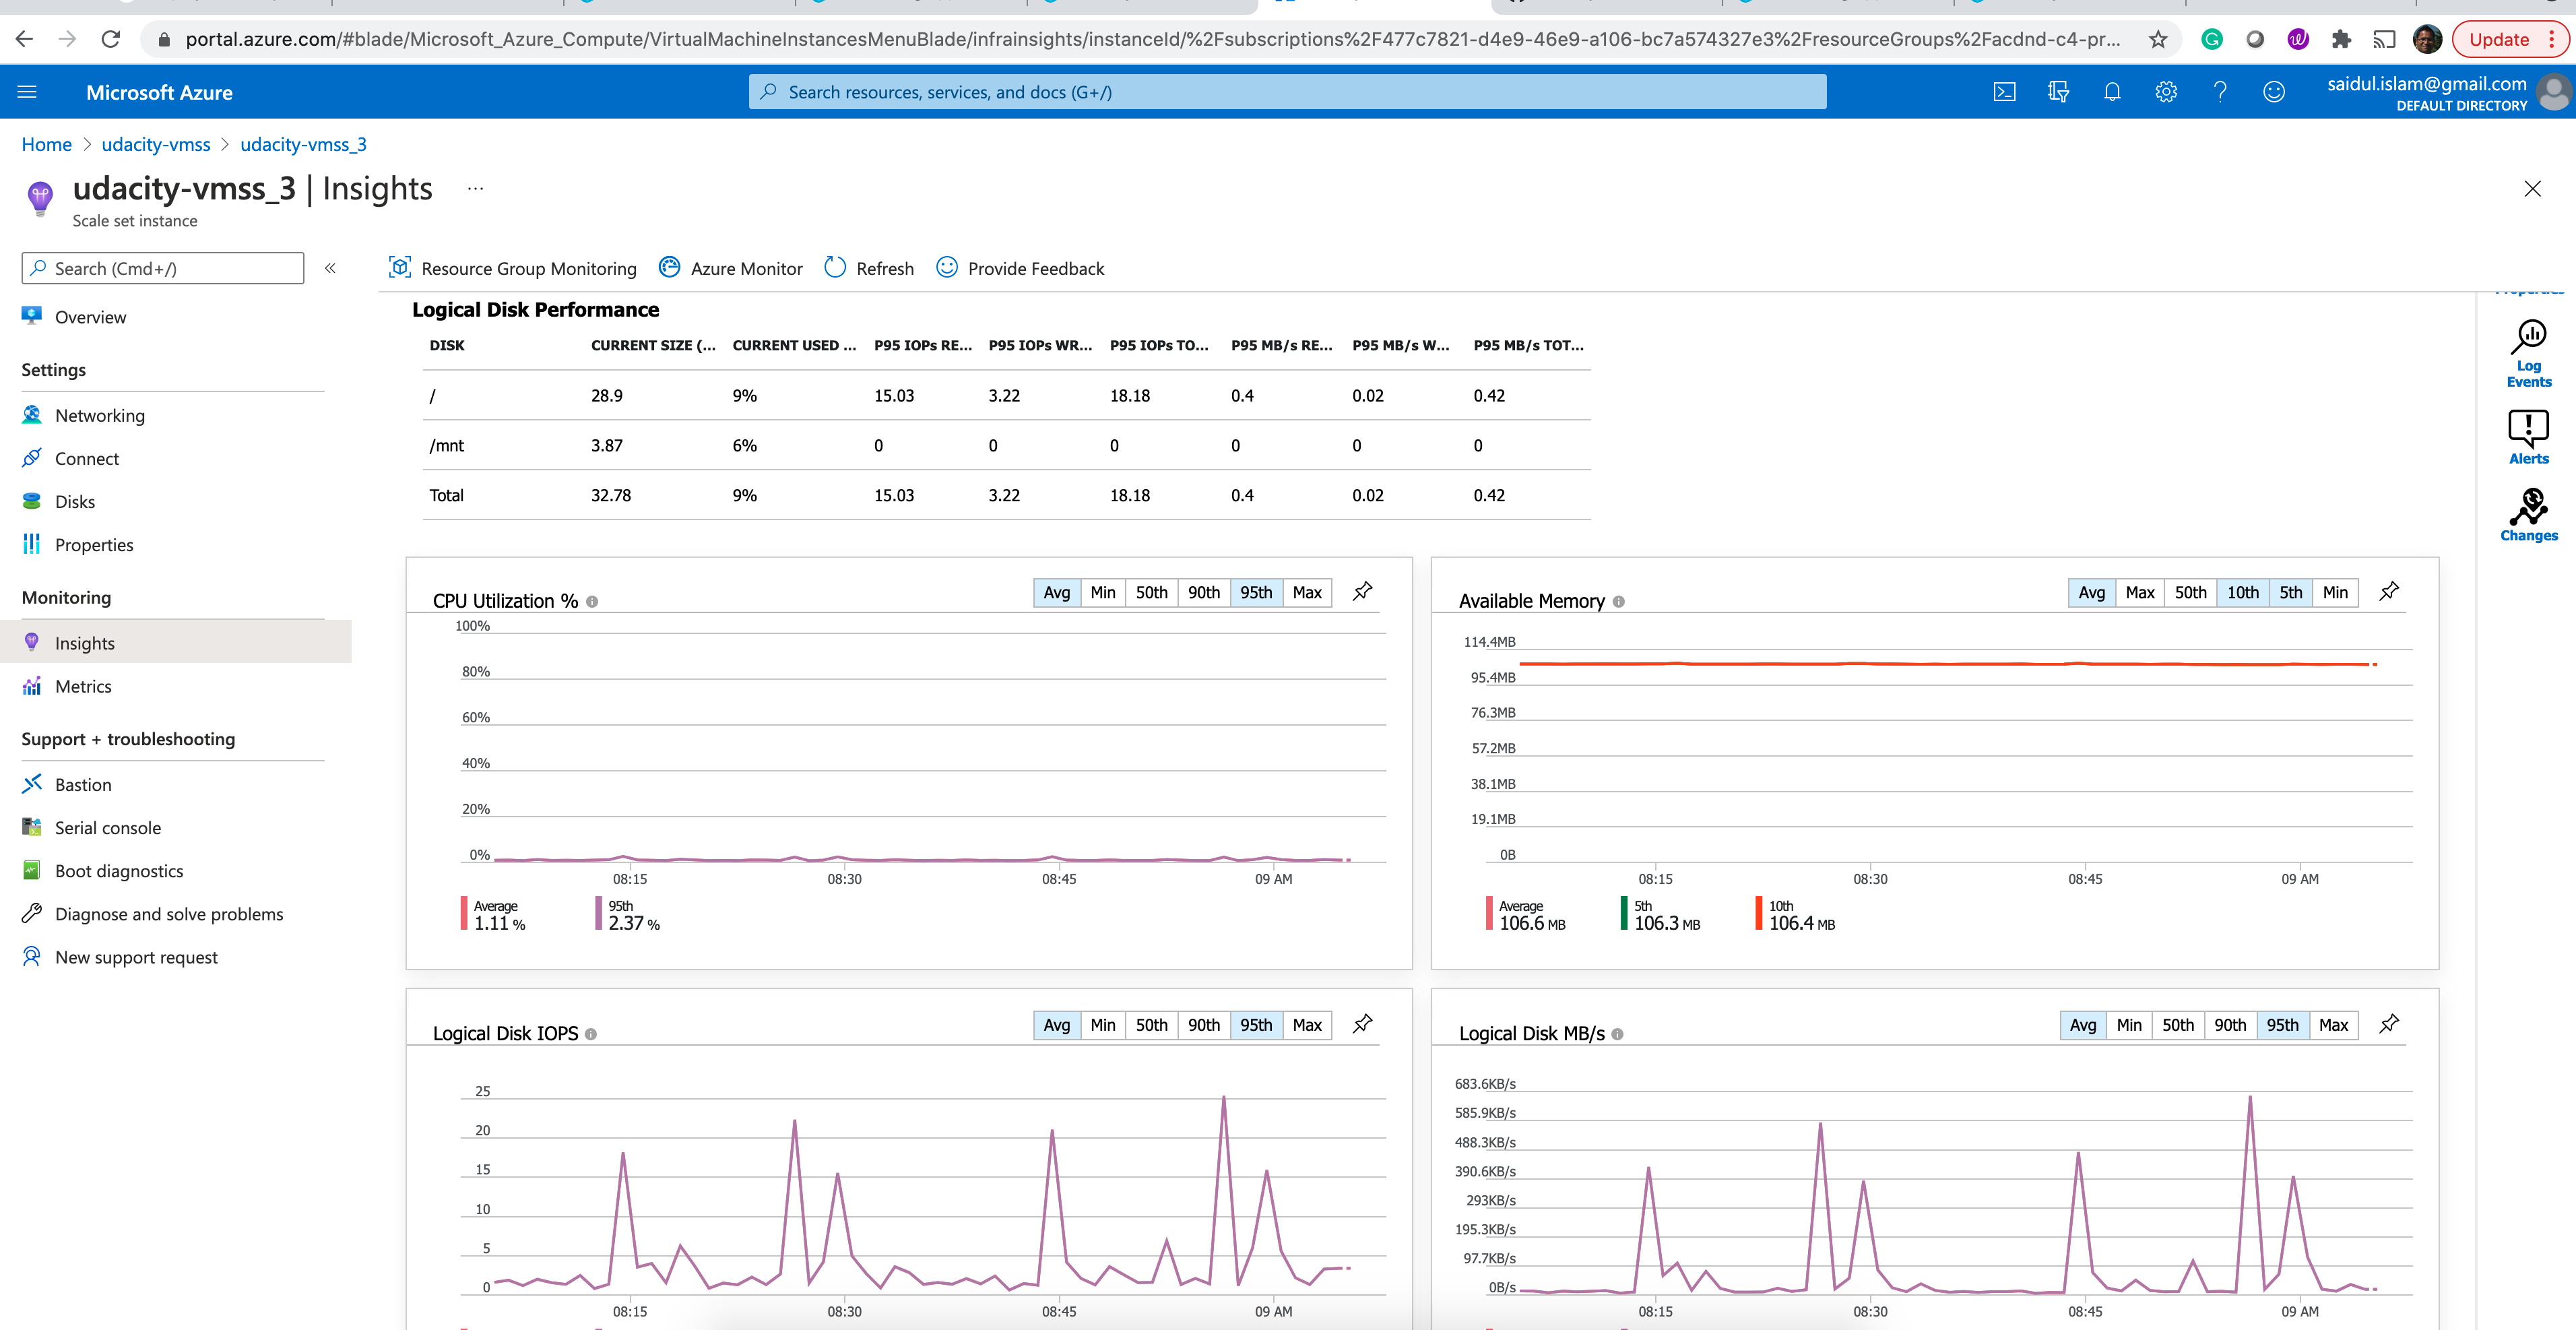 portal.azure.com/#blade/Microsoft_Azure_Compute/VirtualMachineInstancesMenuBlade/infrainsights/instanceId/%2Fsubscriptions%2F477c7821-d4e9-46e9-a106-bc7a574327e3%2FresourceGroups%2Facdnd-c4-pr...
Update
Microsoft Azure
Search resources, services, and docs (G+/)
saidul.islam@gmail.com
DEFAULT DIRECTORY
Home > udacity-vmss > udacity-vmss_3
udacity-vmss_3 | Insights ...
Scale set instance
Search (Cmd+/)
«
Overview
Settings
Networking
Connect
Disks
Properties
Monitoring
Insights
Metrics
Support + troubleshooting
Bastion
Serial console
Boot diagnostics
Diagnose and solve problems
New support request
Resource Group Monitoring Azure Monitor Refresh Provide Feedback
Logical Disk Performance
DISK CURRENT SIZE (... CURRENT USED ... P95 IOPs RE... P95 IOPs WR... P95 IOPs TO... P95 MB/s RE... P95 MB/s W... P95 MB/s TOT...
/ 28.9 9% 15.03 3.22 18.18 0.4 0.02 0.42
/mnt 3.87 6% 0 0 0 0 0 0
Total 32.78 9% 15.03 3.22 18.18 0.4 0.02 0.42
CPU Utilization %
Avg Min 50th 90th 95th Max
100%
80%
60%
40%
20%
0%
08:15 08:30 08:45 09 AM
Average 95th
1.11 % 2.37 %
Available Memory
Avg Max 50th 10th 5th Min
114.4MB
95.4MB
76.3MB
57.2MB
38.1MB
19.1MB
0B
08:15 08:30 08:45 09 AM
Average 5th 10th
106.6 MB 106.3 MB 106.4 MB
Logical Disk IOPS
Avg Min 50th 90th 95th Max
25
20
15
10
5
0
08:15 08:30 08:45 09 AM
Logical Disk MB/s
Avg Min 50th 90th 95th Max
683.6KB/s
585.9KB/s
488.3KB/s
390.6KB/s
293KB/s
195.3KB/s
97.7KB/s
0B/s
08:15 08:30 08:45 09 AM
Properties
Log
Events
Alerts
Changes